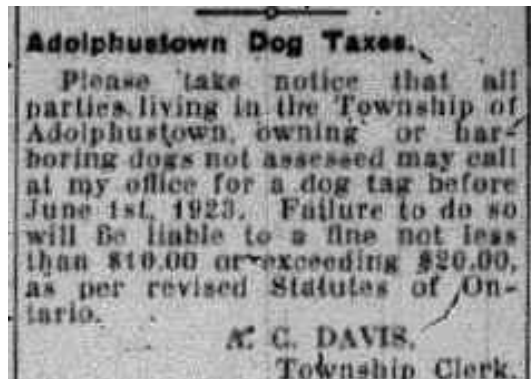 Adolphustown Dog Taxes.
Please take notice that all
parties living in the Township of
Adolphustown, owning or har-
boring dogs not assessed may call
at my office for a dog tag before
June 1st, 1923. Failure to do so
will be liable to a fine not less
than $10.00 or exceeding $20.00,
as per revised Statutes of On-
tario.
A. C. DAVIS,
Township Clerk.